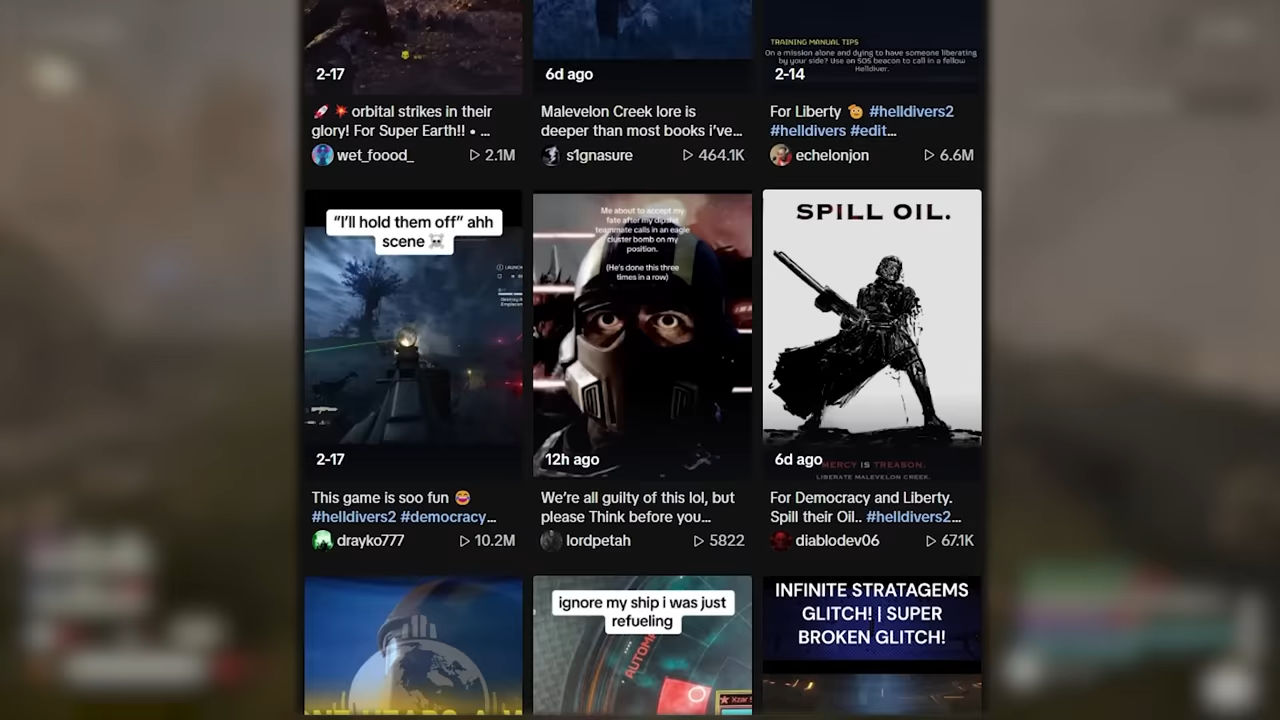 2-17
🚀 💥 orbital strikes in their
glory! For Super Earth!! • ...
wet_foood_
2.1M
6d ago
Malevelon Creek lore is
deeper than most books i've...
s1gnasure
464.1K
TRAINING MANUAL TIPS
On a mission alone and dying to have someone liberating
by your side? Use an SOS beacon to call in a fellow
Helldiver.
2-14
For Liberty 🫡 #helldivers2
#helldivers #edit...
echelonjon
6.6M
"I'll hold them off" ahh
scene ☠️
2-17
This game is soo fun 😂
#helldivers2 #democracy...
drayko777
10.2M
Me about to accept my
fate after my dipshit
teammate calls in an eagle
cluster bomb on my
position.
(He's done this three
times in a row)
12h ago
We're all guilty of this lol, but
please Think before you...
lordpetah
5822
SPILL OIL.
6d ago
MERCY IS TREASON.
LIBERATE MALEVELON CREEK.
For Democracy and Liberty.
Spill their Oil.. #helldivers2...
diablodev06
67.1K
ignore my ship i was just
refueling
AUTOM
INFINITE STRATAGEMS
GLITCH! | SUPER
BROKEN GLITCH!